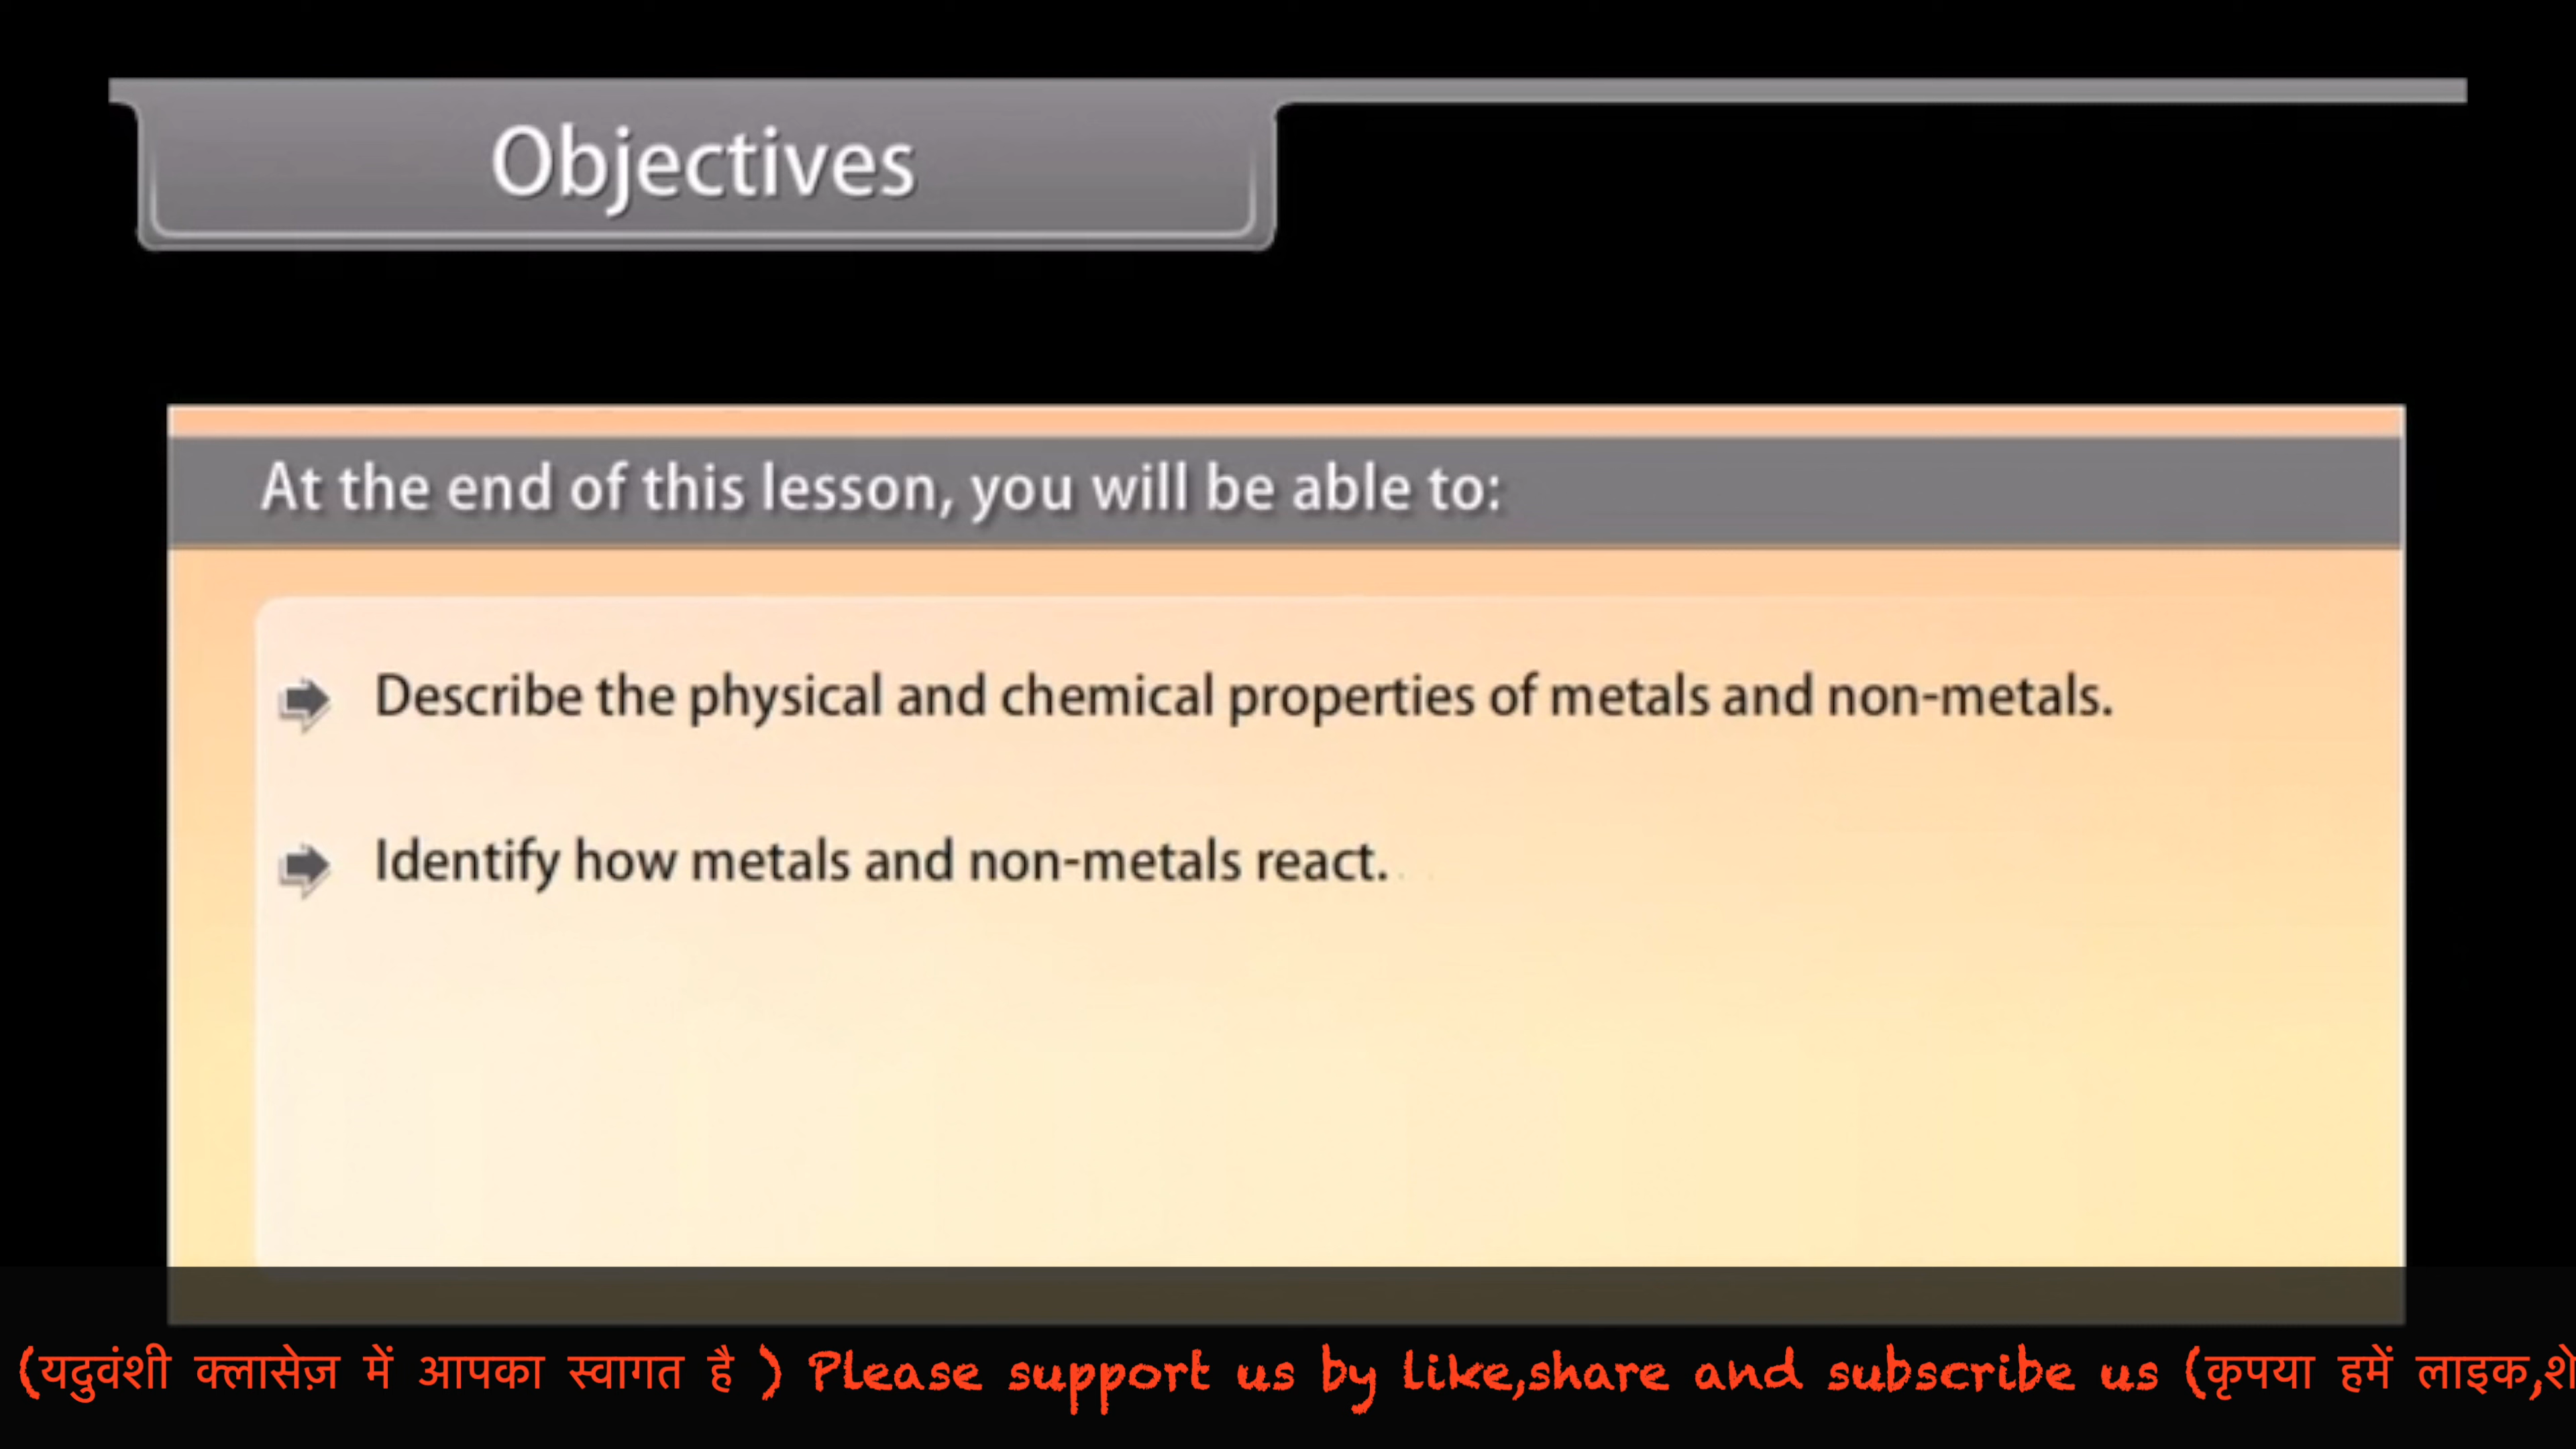 Objectives
At the end of this lesson, you will be able to:
Describe the physical and chemical properties of metals and non-metals.
Identify how metals and non-metals react.
(यदुवंशी क्लासेज़ में आपका स्वागत है ) Please support us by like,share and subscribe us (कृपया हमें लाइक,शे